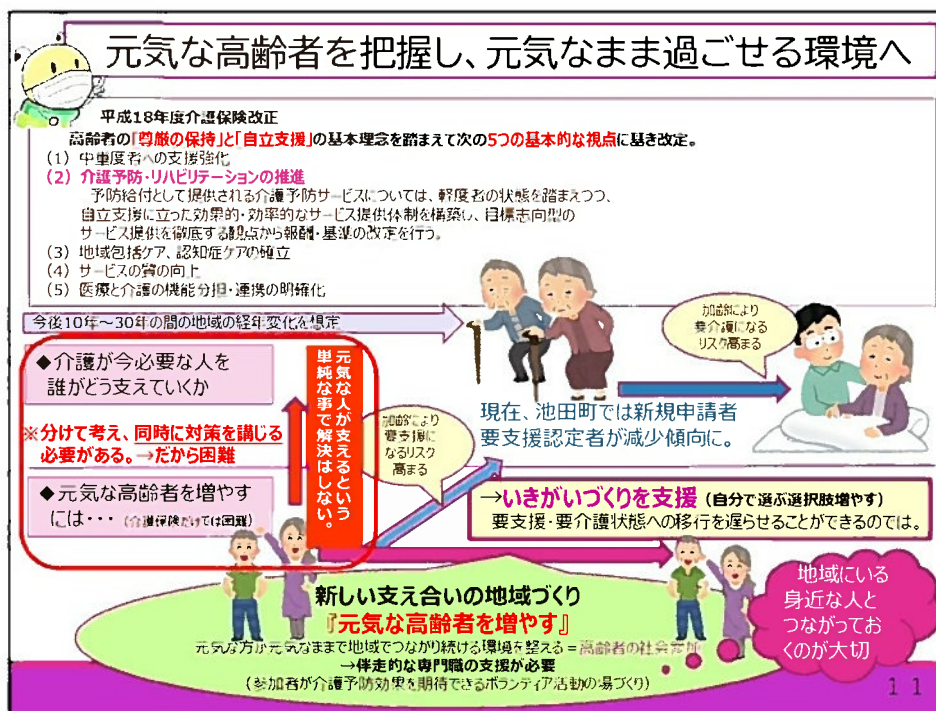 元気な高齢者を把握し、元気なまま過ごせる環境へ
平成18年度介護保険改正
高齢者の「尊厳の保持」と「自立支援」の基本理念を踏まえて次の5つの基本的な視点に基き改定。
(1) 中重度者への支援強化
(2) 介護予防・リハビリテーションの推進
予防給付として提供される介護予防サービスについては、軽度者の状態を踏まえつつ、
自立支援に立った効果的・効率的なサービス提供体制を構築し、目標志向型の
サービス提供を徹底する観点から報酬・基準の改定を行う。
(3) 地域包括ケア、認知症ケアの確立
(4) サービスの質の向上
(5) 医療と介護の機能分担・連携の明確化
今後10年～30年の間の地域の経年変化を想定
◆介護が今必要な人を
誰がどう支えていくか
※分けて考え、同時に対策を講じる
必要がある。→だから困難
◆元気な高齢者を増やす
には・・・ (介護保険だけでは困難)
元気な人が支えるという
単純な事で解決はしない。
加齢により
要支援に
なるリスク
高まる
加齢により
要介護になる
リスク高まる
現在、池田町では新規申請者
要支援認定者が減少傾向に。
→いきがいづくりを支援 (自分で選ぶ選択肢増やす)
要支援・要介護状態への移行を遅らせることができるのでは。
新しい支え合いの地域づくり
『元気な高齢者を増やす』
元気な方が元気なままで地域でつながり続ける環境を整える＝高齢者の社会参加
→伴走的な専門職の支援が必要
(参加者が介護予防効果を期待できるボランティア活動の場づくり)
地域にいる
身近な人と
つながってお
くのが大切
11